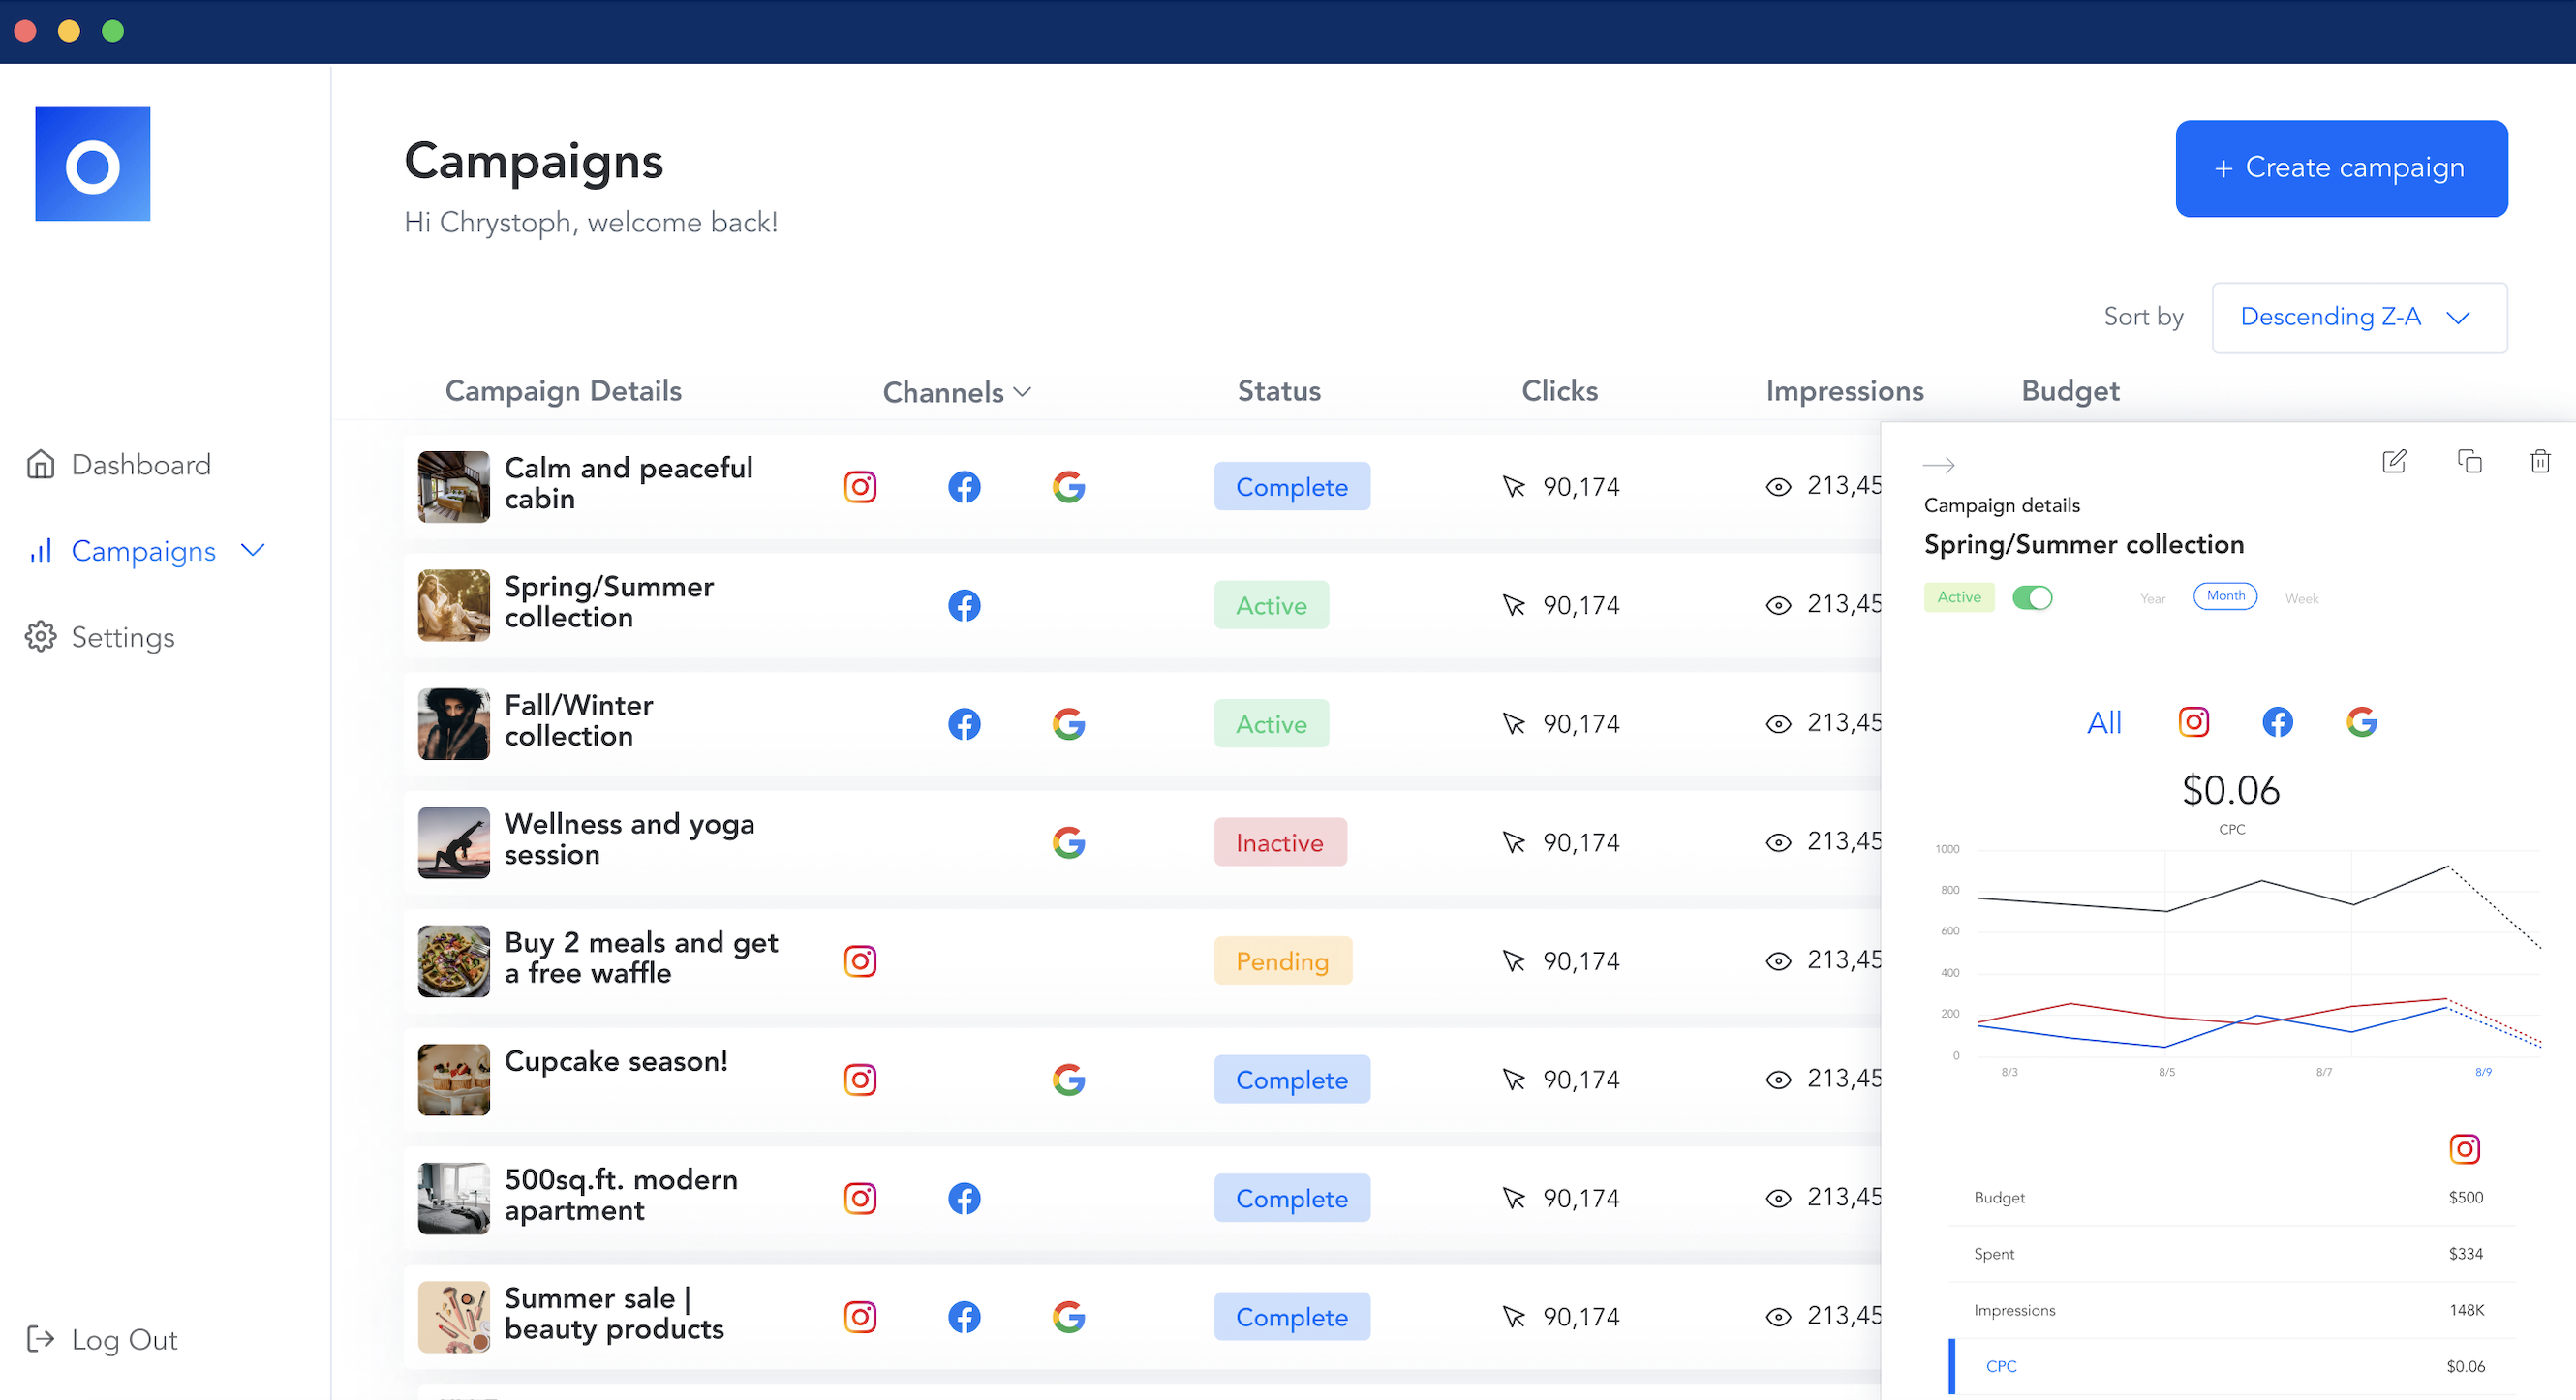 Campaigns
Hi Chrystoph, welcome back!
+ Create campaign
Sort by
Descending Z-A
Dashboard
Campaigns
Settings
Log Out
Campaign Details
Channels
Status
Clicks
Impressions
Budget
Calm and peaceful
cabin
Complete
90,174
213,45
Spring/Summer
collection
Active
90,174
213,45
Fall/Winter
collection
Active
90,174
213,45
Wellness and yoga
session
Inactive
90,174
213,45
Buy 2 meals and get
a free waffle
Pending
90,174
213,45
Cupcake season!
Complete
90,174
213,45
500sq.ft. modern
apartment
Complete
90,174
213,45
Summer sale |
beauty products
Complete
90,174
213,45
Campaign details
Spring/Summer collection
Active
Year
Month
Week
All
$0.06
CPC
1000
800
600
400
200
0
8/3
8/5
8/7
8/9
Budget
$500
Spent
$334
Impressions
148K
CPC
$0.06